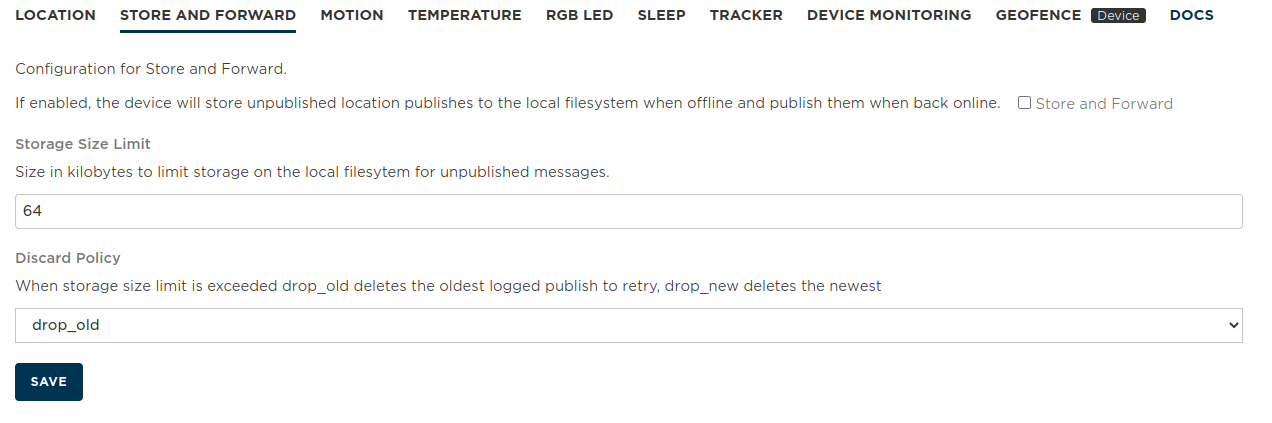 LOCATION STORE AND FORWARD MOTION TEMPERATURE RGB LED SLEEP TRACKER DEVICE MONITORING GEOFENCE Device DOCS
Configuration for Store and Forward.
If enabled, the device will store unpublished location publishes to the local filesystem when offline and publish them when back online. Store and Forward
Storage Size Limit
Size in kilobytes to limit storage on the local filesytem for unpublished messages.
64
Discard Policy
When storage size limit is exceeded drop_old deletes the oldest logged publish to retry, drop_new deletes the newest
drop_old
SAVE